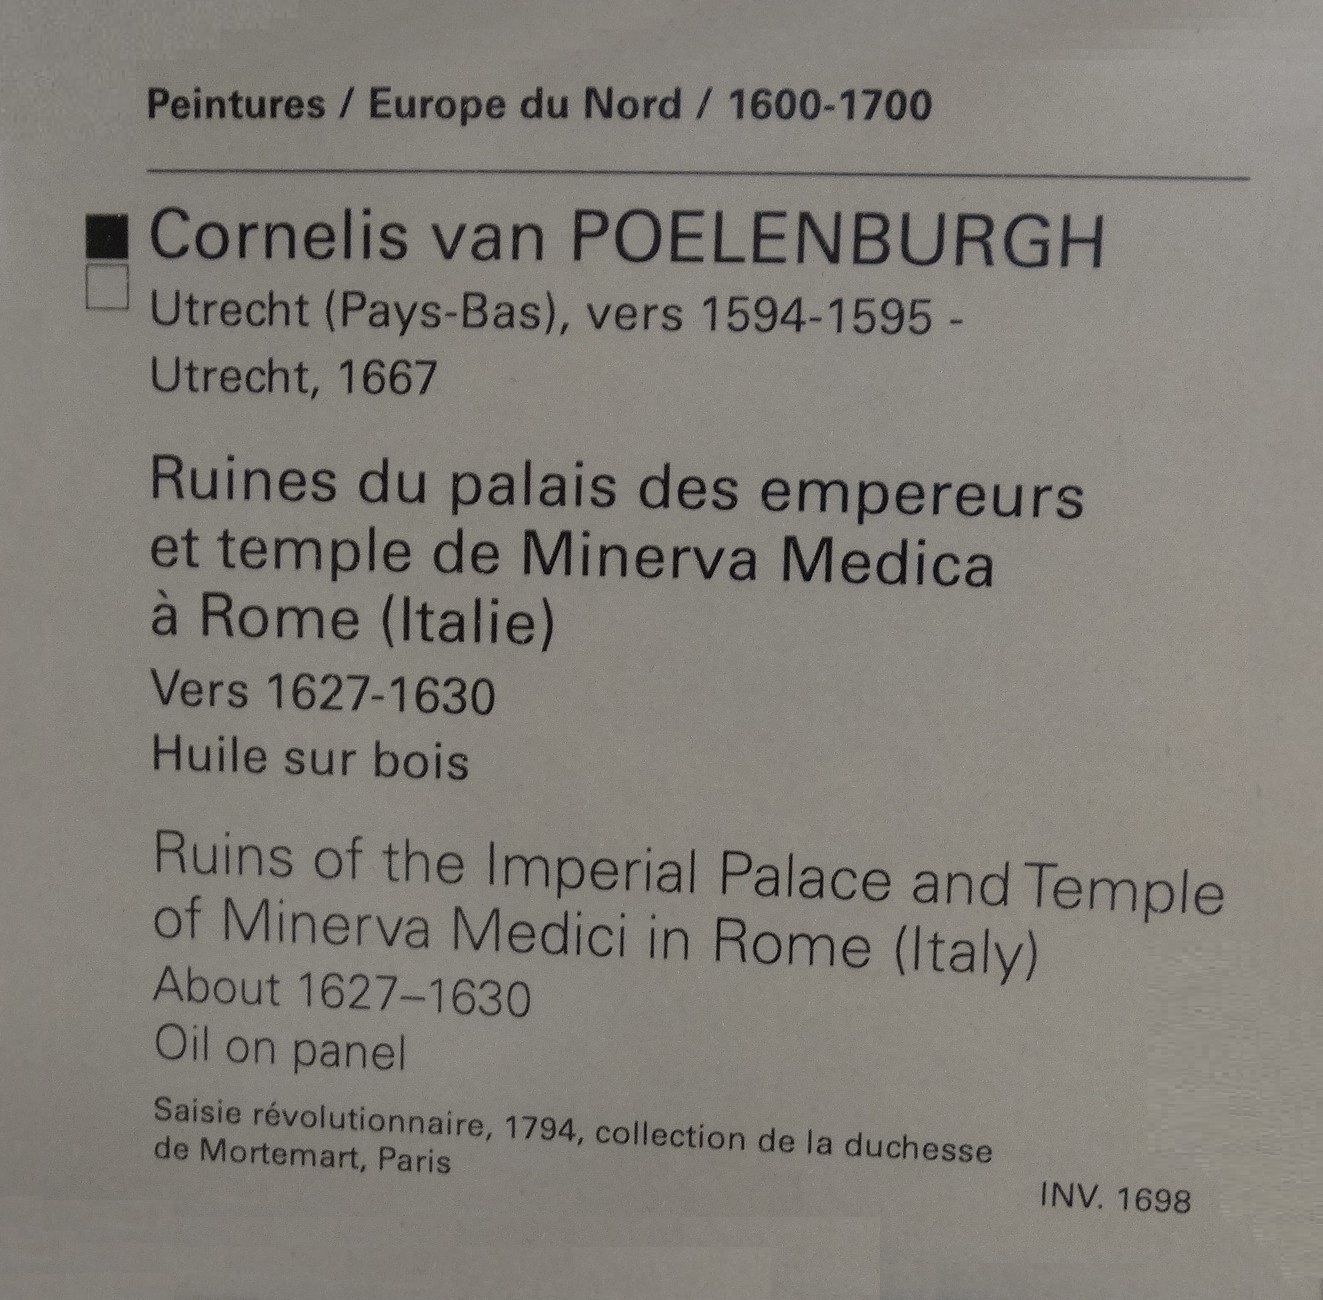 Peintures / Europe du Nord / 1600-1700
Cornelis van POELENBURGH
Utrecht (Pays-Bas), vers 1594-1595 -
Utrecht, 1667
Ruines du palais des empereurs
et temple de Minerva Medica
à Rome (Italie)
Vers 1627-1630
Huile sur bois
Ruins of the Imperial Palace and Temple
of Minerva Medici in Rome (Italy)
About 1627–1630
Oil on panel
Saisie révolutionnaire, 1794, collection de la duchesse
de Mortemart, Paris
INV. 1698